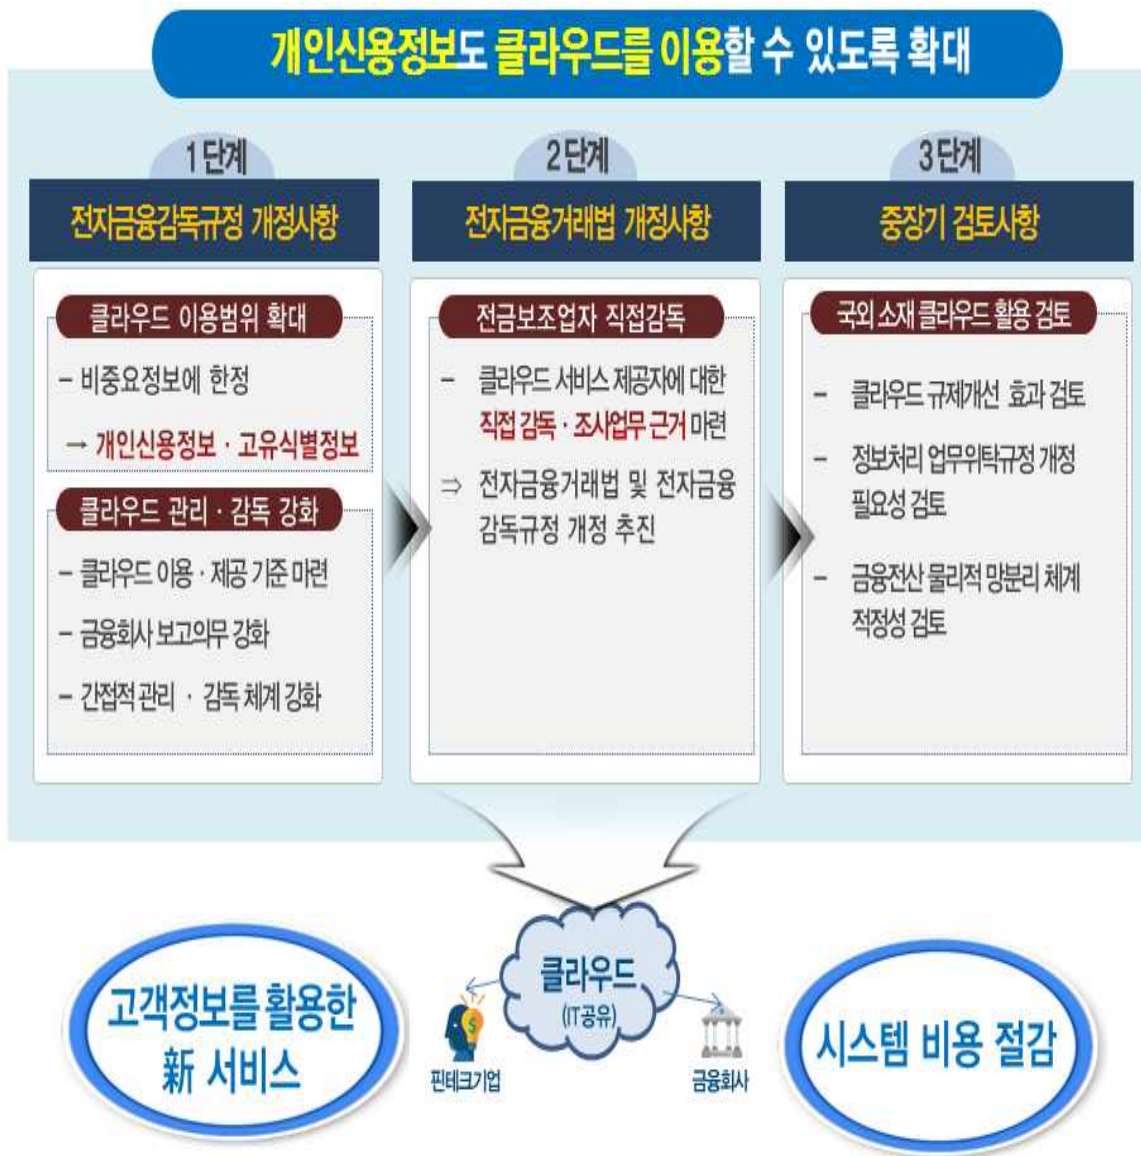 개인신용정보도 클라우드를 이용할 수 있도록 확대
1단계
전자금융감독규정 개정사항
클라우드 이용범위 확대
– 비중요정보에 한정
→ 개인신용정보 · 고유식별정보
클라우드 관리 · 감독 강화
– 클라우드 이용 · 제공 기준 마련
– 금융회사 보고의무 강화
– 간접적 관리 · 감독 체계 강화
2단계
전자금융거래법 개정사항
전금보조업자 직접감독
– 클라우드 서비스 제공자에 대한
직접 감독 · 조사업무 근거 마련
⇒ 전자금융거래법 및 전자금융
감독규정 개정 추진
3단계
중장기 검토사항
국외 소재 클라우드 활용 검토
– 클라우드 규제개선 효과 검토
– 정보처리 업무위탁규정 개정
필요성 검토
– 금융전산 물리적 망분리 체계
적정성 검토
고객정보를 활용한
新 서비스
클라우드
(IT공유)
핀테크기업
금융회사
시스템 비용 절감